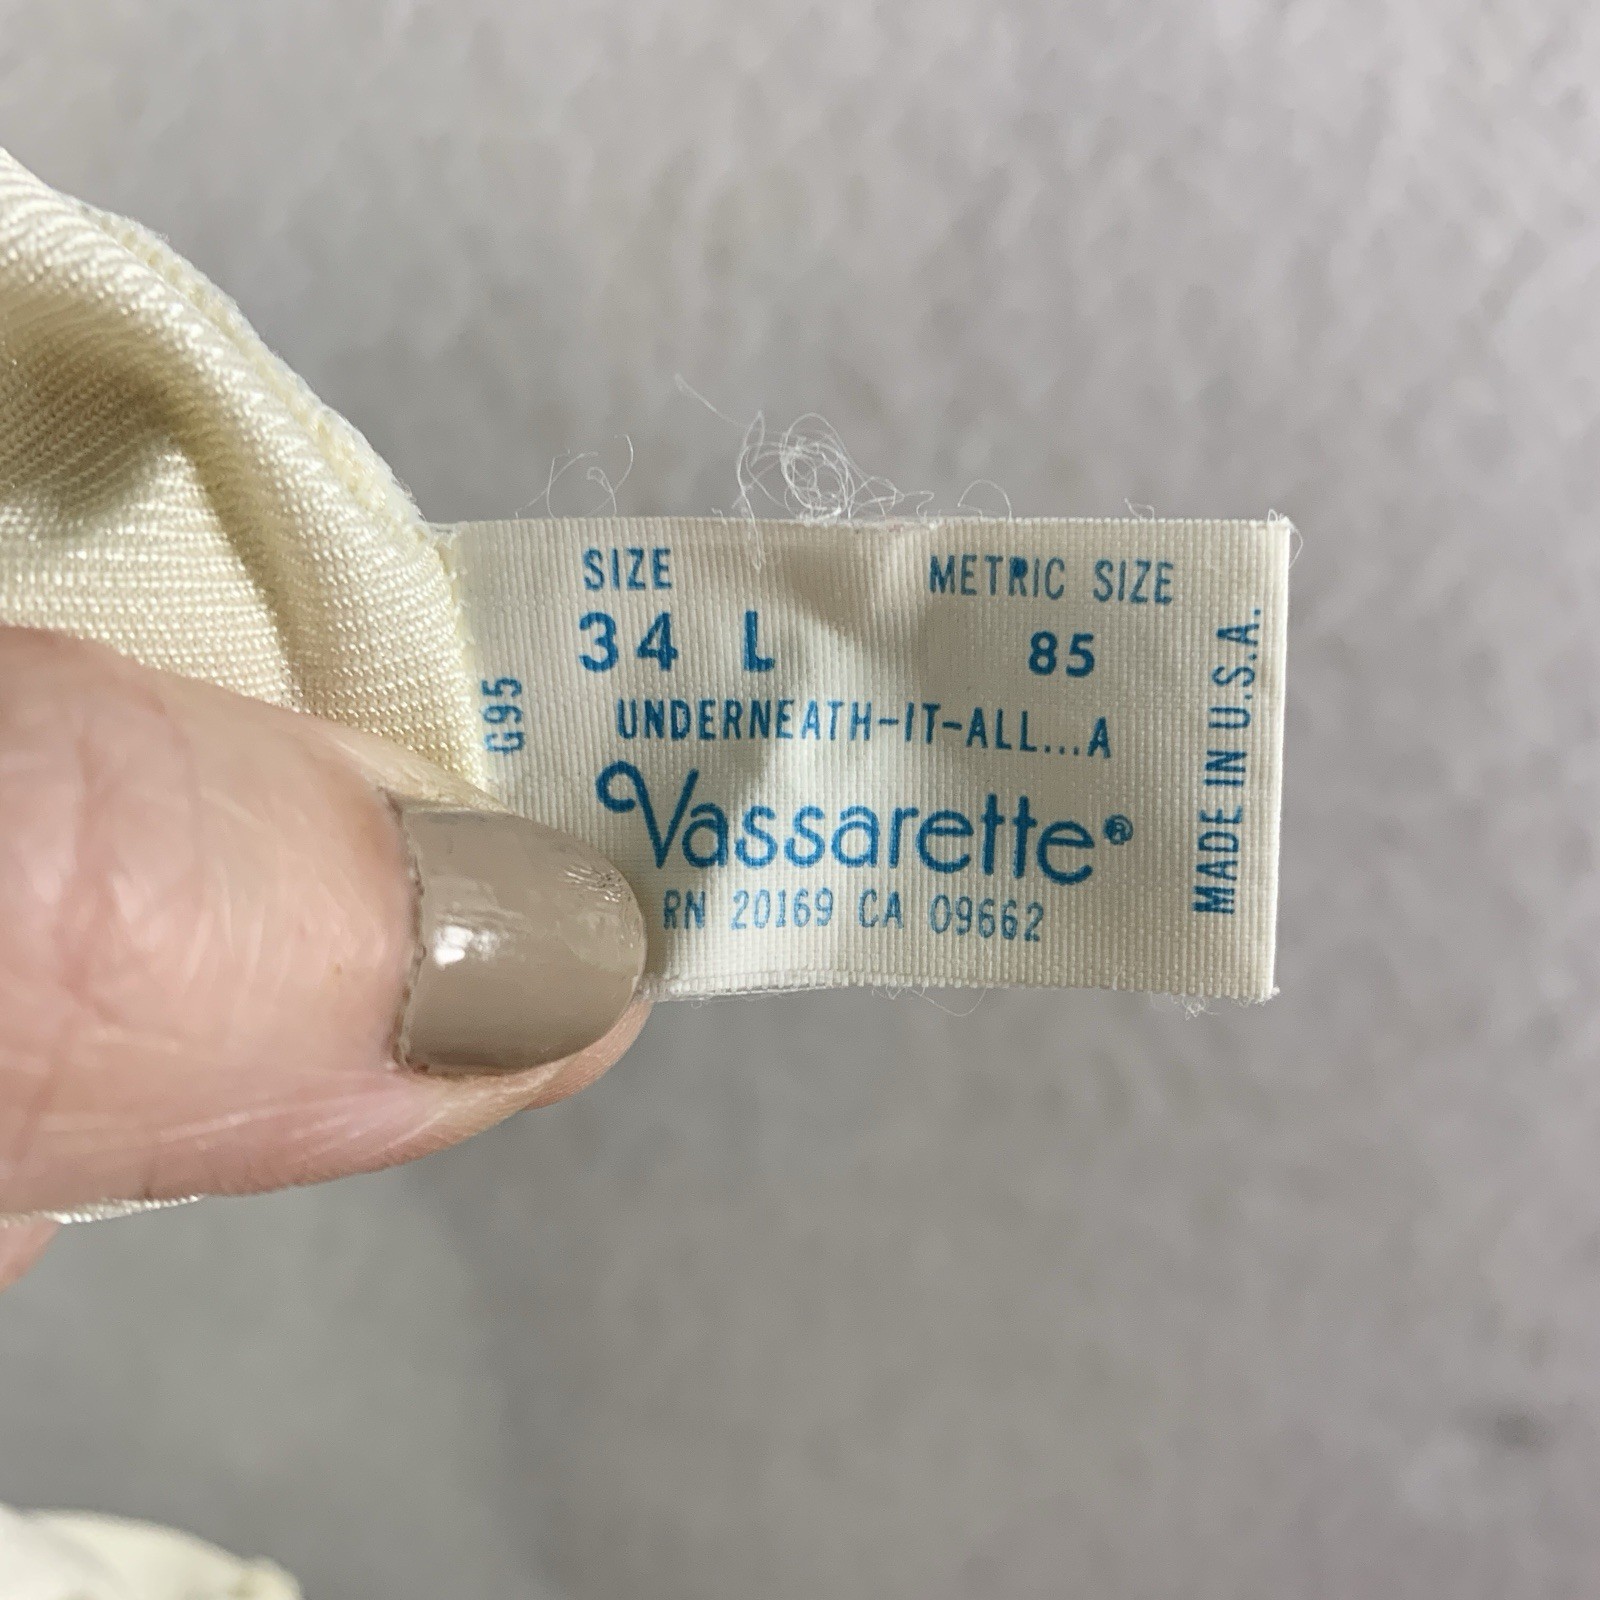 SIZE METRIC SIZE
34 L 85
UNDERNEATH-IT-ALL...A
Vassarette®
RN 20169 CA 09662
G95
MADE IN U.S.A.